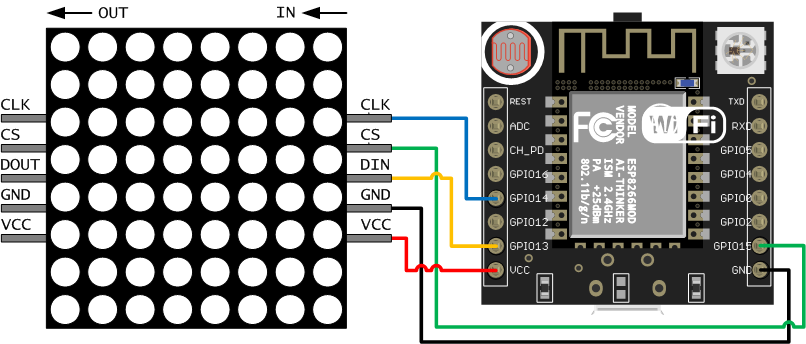 OUT IN
CLK
CS
DOUT
GND
VCC
CLK
CS
DIN
GND
VCC
REST
ADC
CH_PD
GPIO16
GPIO14
GPIO12
GPIO13
VCC
MODEL
VENDOR
ESP8266MOD
AI-THINKER
ISM 2.4GHz
PA +25dBm
802.11b/g/n
FC
Wi Fi
TXD
RXD
GPIO5
GPIO4
GPIO0
GPIO2
GPIO15
GND